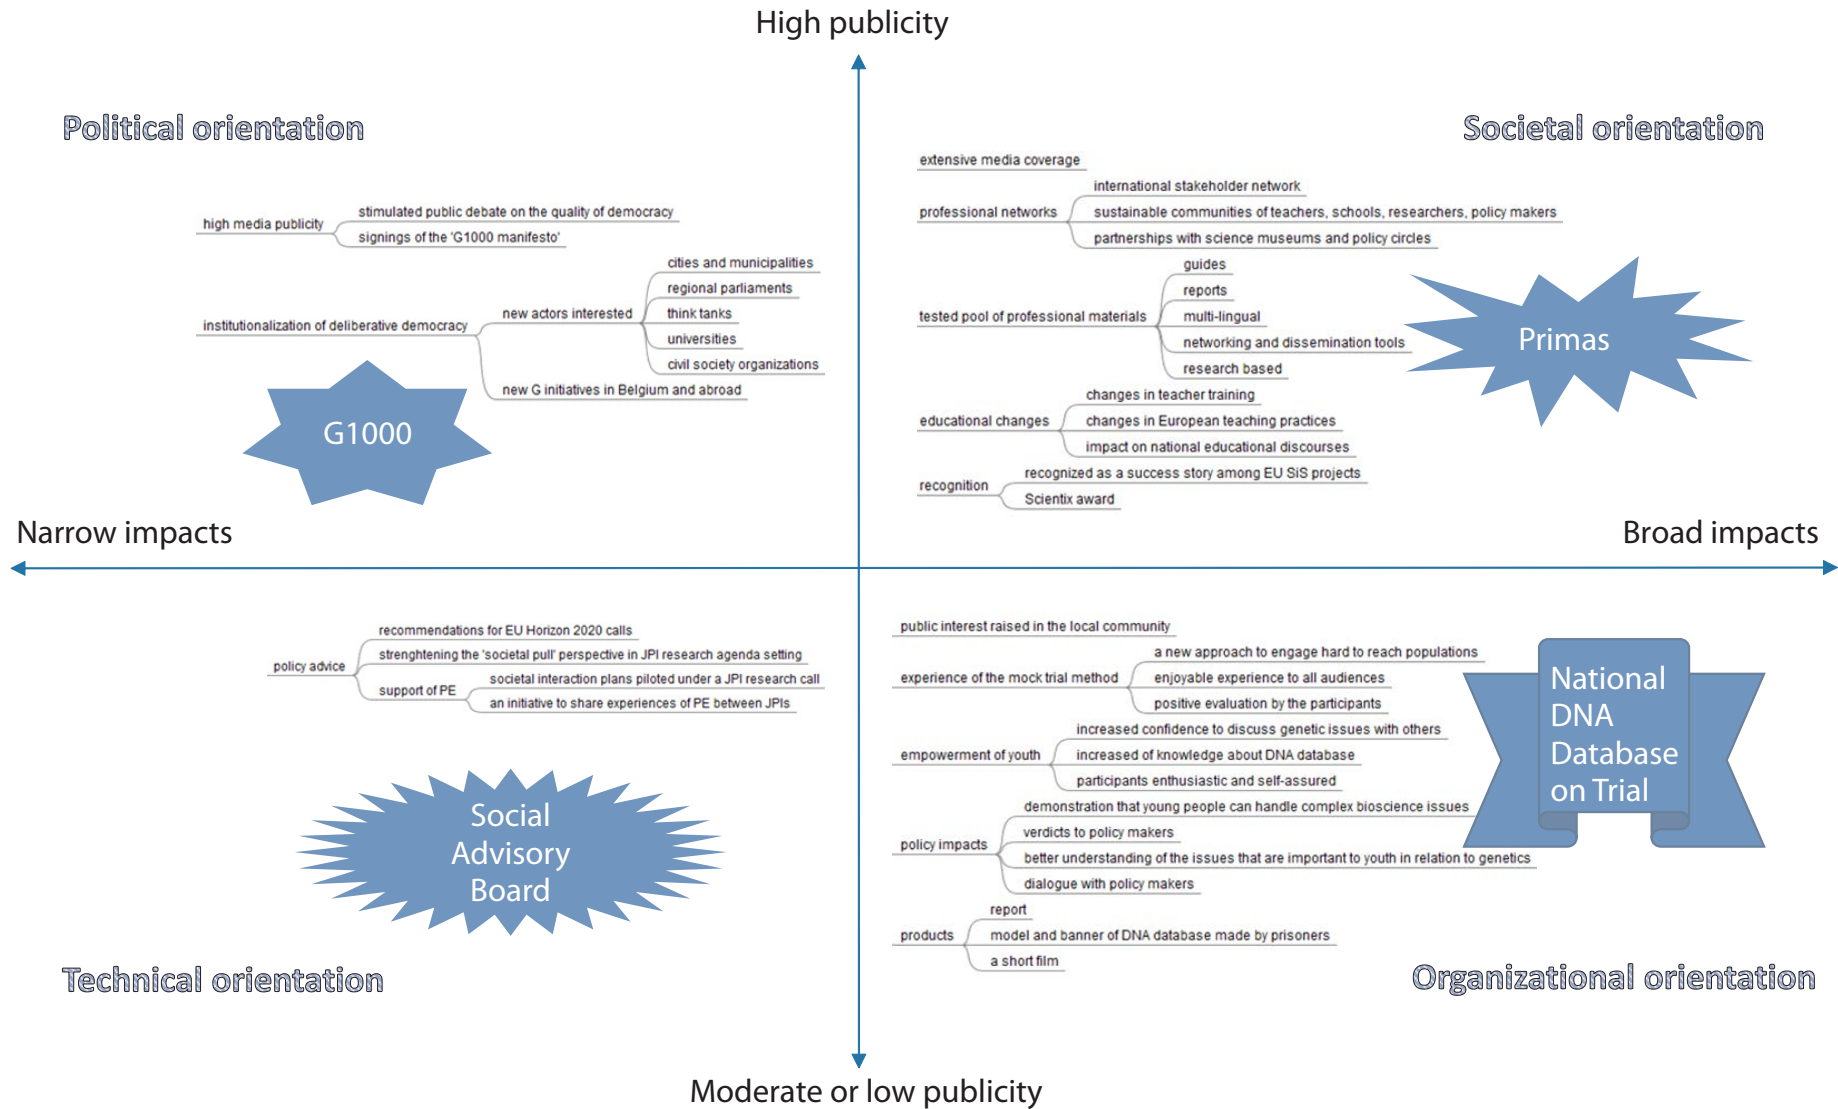 High publicity
Political orientation
high media publicity
stimulated public debate on the quality of democracy
signings of the 'G1000 manifesto'
institutionalization of deliberative democracy
new actors interested
cities and municipalities
regional parliaments
think tanks
universities
civil society organizations
new G initiatives in Belgium and abroad
G1000
Societal orientation
extensive media coverage
professional networks
international stakeholder network
sustainable communities of teachers, schools, researchers, policy makers
partnerships with science museums and policy circles
tested pool of professional materials
guides
reports
multi-lingual
networking and dissemination tools
research based
educational changes
changes in teacher training
changes in European teaching practices
impact on national educational discourses
recognition
recognized as a success story among EU SiS projects
Scientix award
Primas
Narrow impacts
Broad impacts
policy advice
recommendations for EU Horizon 2020 calls
strenghtening the 'societal pull' perspective in JPI research agenda setting
support of PE
societal interaction plans piloted under a JPI research call
an initiative to share experiences of PE between JPIs
Social
Advisory
Board
Technical orientation
public interest raised in the local community
experience of the mock trial method
a new approach to engage hard to reach populations
enjoyable experience to all audiences
positive evaluation by the participants
empowerment of youth
increased confidence to discuss genetic issues with others
increased of knowledge about DNA database
participants enthusiastic and self-assured
policy impacts
demonstration that young people can handle complex bioscience issues
verdicts to policy makers
better understanding of the issues that are important to youth in relation to genetics
dialogue with policy makers
products
report
model and banner of DNA database made by prisoners
a short film
National
DNA
Database
on Trial
Organizational orientation
Moderate or low publicity